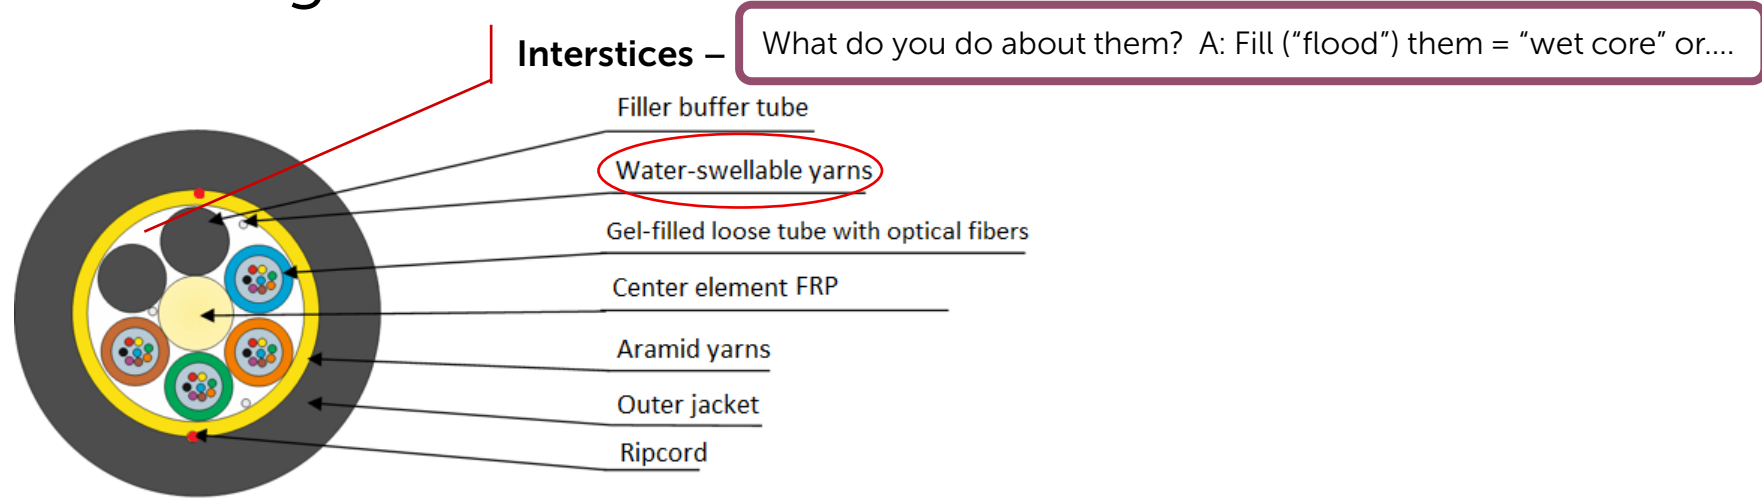 Interstices –
What do you do about them? A: Fill (“flood”) them = “wet core” or....
Filler buffer tube
Water-swellable yarns
Gel-filled loose tube with optical fibers
Center element FRP
Aramid yarns
Outer jacket
Ripcord